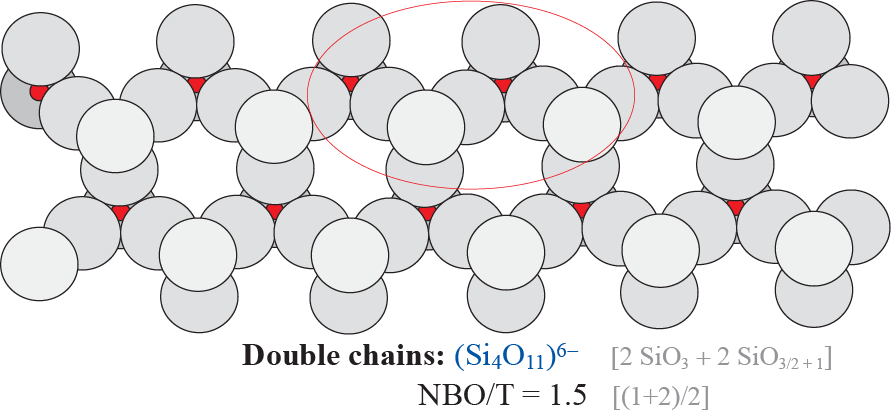 Double chains: (Si₄O₁₁)⁶⁻ [2 SiO₃ + 2 SiO₃/₂ ₊ ₁]
NBO/T = 1.5 [(1+2)/2]